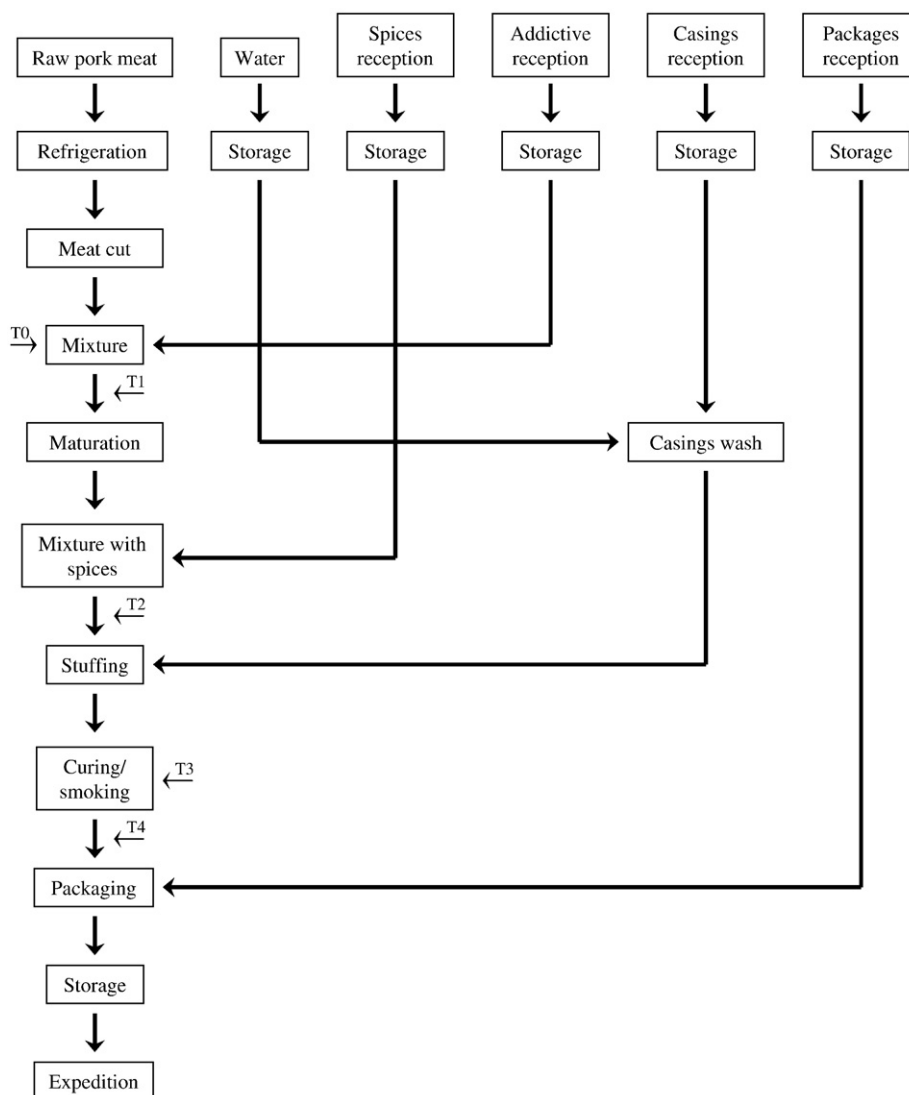 Raw pork meat
Water
Spices
reception
Addictive
reception
Casings
reception
Packages
reception
Refrigeration
Storage
Storage
Storage
Storage
Storage
Meat cut
T0
Mixture
T1
Maturation
Casings wash
Mixture with
spices
T2
Stuffing
Curing/
smoking
T3
T4
Packaging
Storage
Expedition